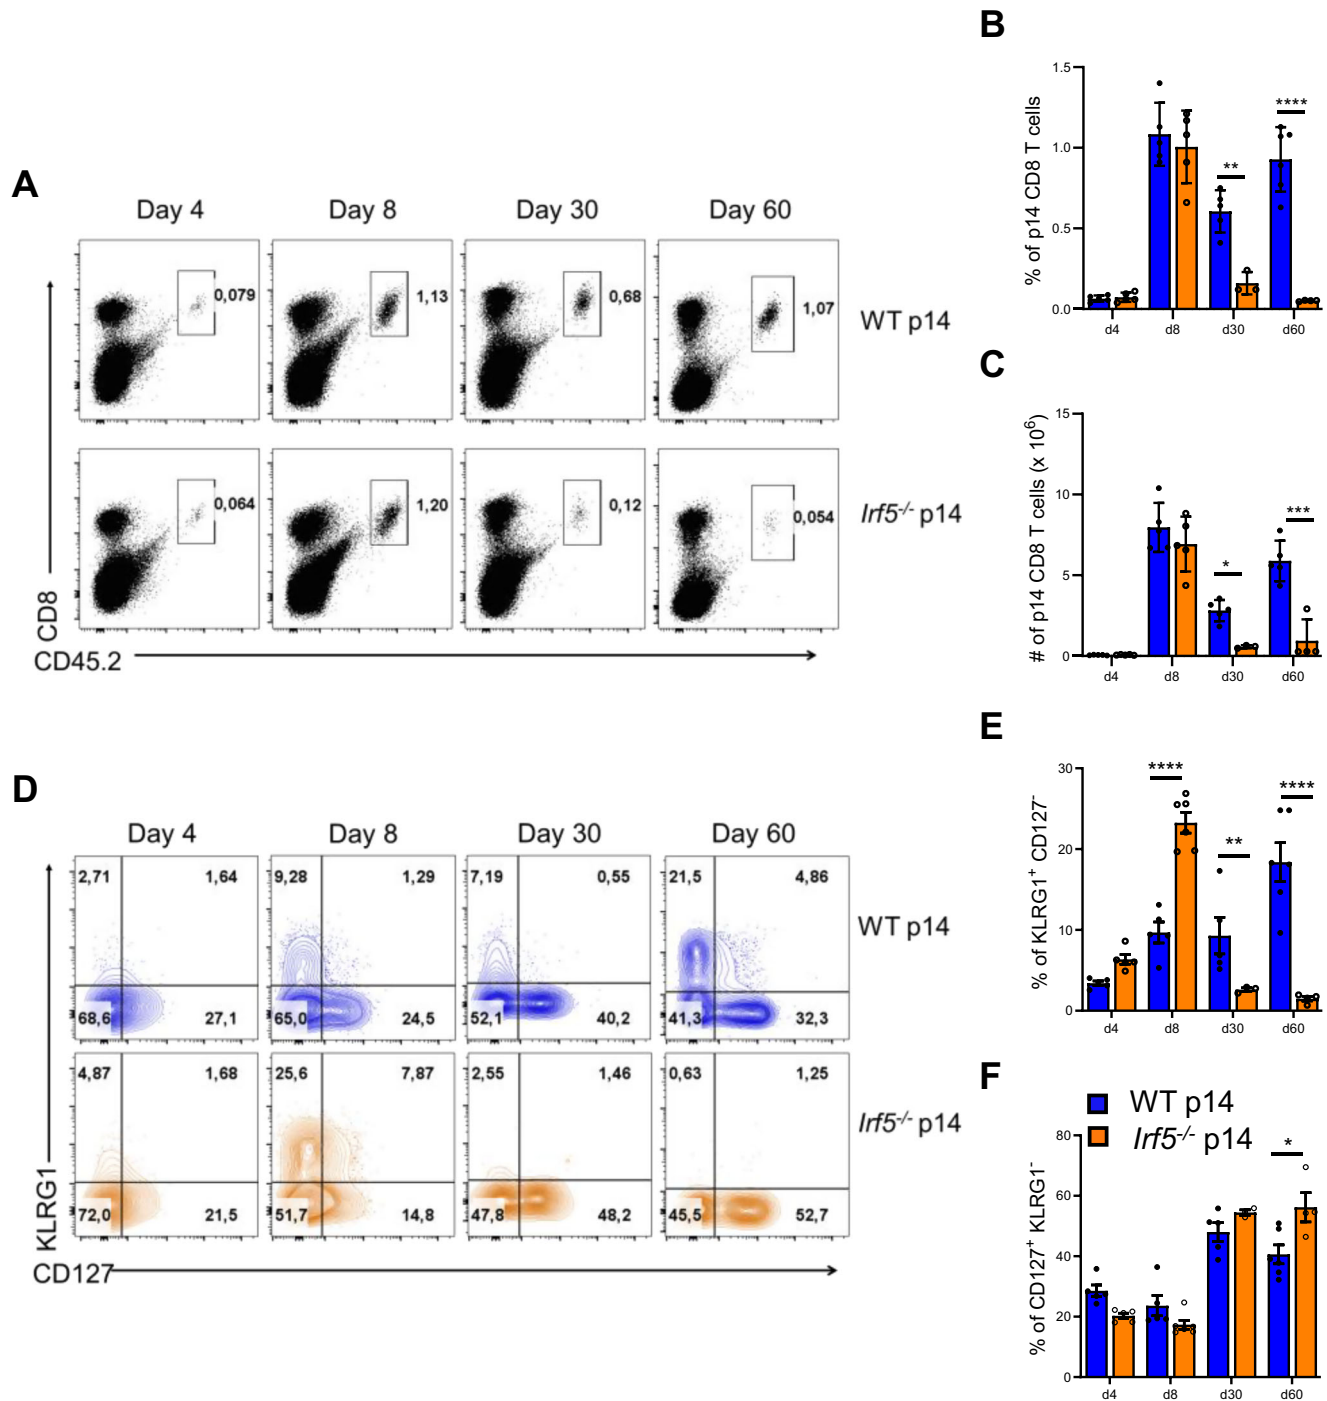 A
Day 4 Day 8 Day 30 Day 60
0,079 1,13 0,68 1,07
WT p14
0,064 1,20 0,12 0,054
Irf5-/- p14
CD8
CD45.2
B
% of p14 CD8 T cells
1.5
1.0
0.5
0.0
** ****
d4 d8 d30 d60
C
# of p14 CD8 T cells (x 10⁶)
15
10
5
0
* ***
d4 d8 d30 d60
D
Day 4 Day 8 Day 30 Day 60
2,71 1,64 9,28 1,29 7,19 0,55 21,5 4,86
WT p14
68,6 27,1 65,0 24,5 52,1 40,2 41,3 32,3
4,87 1,68 25,6 7,87 2,55 1,46 0,63 1,25
Irf5-/- p14
72,0 21,5 51,7 14,8 47,8 48,2 45,5 52,7
KLRG1
CD127
E
% of KLRG1⁺ CD127⁻
30
20
10
0
**** ** ****
d4 d8 d30 d60
F
WT p14
Irf5-/- p14
% of CD127⁺ KLRG1⁻
80
60
40
20
0
*
d4 d8 d30 d60